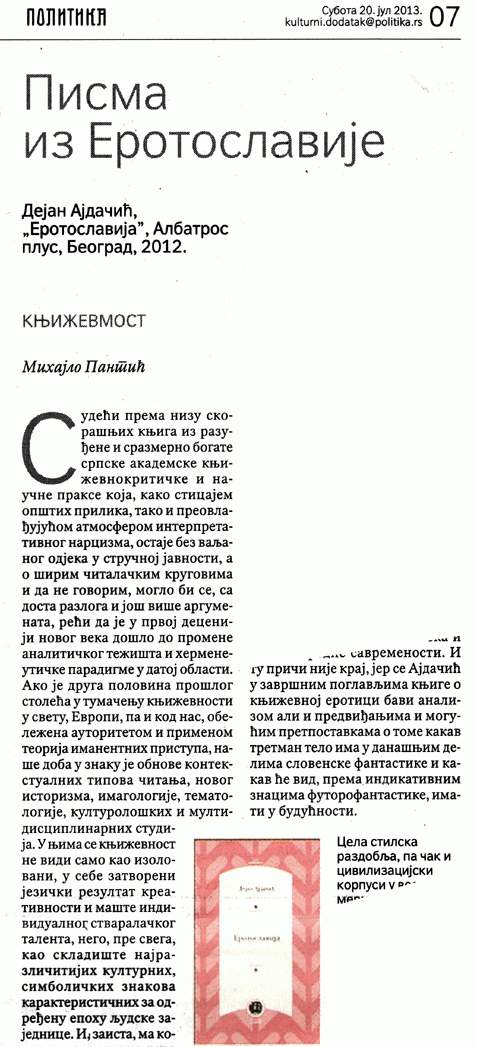 ПОЛИТИКА
Субота 20. јул 2013.
kulturni.dodatak@politika.rs 07
Писма
из Еротославије
Дејан Ајдачић,
„Еротославија”, Албатрос
плус, Београд, 2012.
КЊИЖЕВМОСТ
Михајло Пантић
Судећи према низу ско-
рашњих књига из разу-
ђене и сразмерно богате
српске академске књи-
жевнокритичке и на-
учне праксе која, како стицајем
општих прилика, тако и преовла-
ђујућом атмосфером интерпрета-
тивног нарцизма, остаје без ваља-
ног одјека у стручној јавности, а
о ширим читалачким круговима
и да не говорим, могло би се, са
доста разлога и још више аргуме-
ната, рећи да је у првој децени-
ји новог века дошло до промене
аналитичког тежишта и хермене-
утичке парадигме у датој области.
Ако је друга половина прошлог
столећа у тумачењу књижевности
у свету, Европи, па и код нас, обе-
лежена ауторитетом и применом
теорија иманентних приступа, на-
ше доба у знаку је обнове контек-
стуалних типова читања, новог
историзма, имагологије, темато-
логије, културолошких и мулти-
дисциплинарних студи-
ја. У њима се књижевност
не види само као изоло-
вани, у себе затворени
језички резултат креа-
тивности и маште инди-
видуалног стваралачког
талента, него, пре свега,
као складиште најра-
зличитијих културних,
симболичких знакова
карактеристичних за од-
ређену епоху људске за-
једнице. И, заиста, ма ко-
и
савремености. И
ту причи није крај, јер се Ајдачић
у завршним поглављима књиге о
књижевној еротици бави анали-
зом али и предвиђањима и могу-
ћим претпоставкама о томе какав
третман тело има у данашњим де-
лима словенске фантастике и ка-
кав ће вид, према индикативним
знацима футорофантастике, има-
ти у будућности.
Дејан Ајдачић
Еротославија
Цела стилска
раздобља, па чак и
цивилизацијски
корпуси у